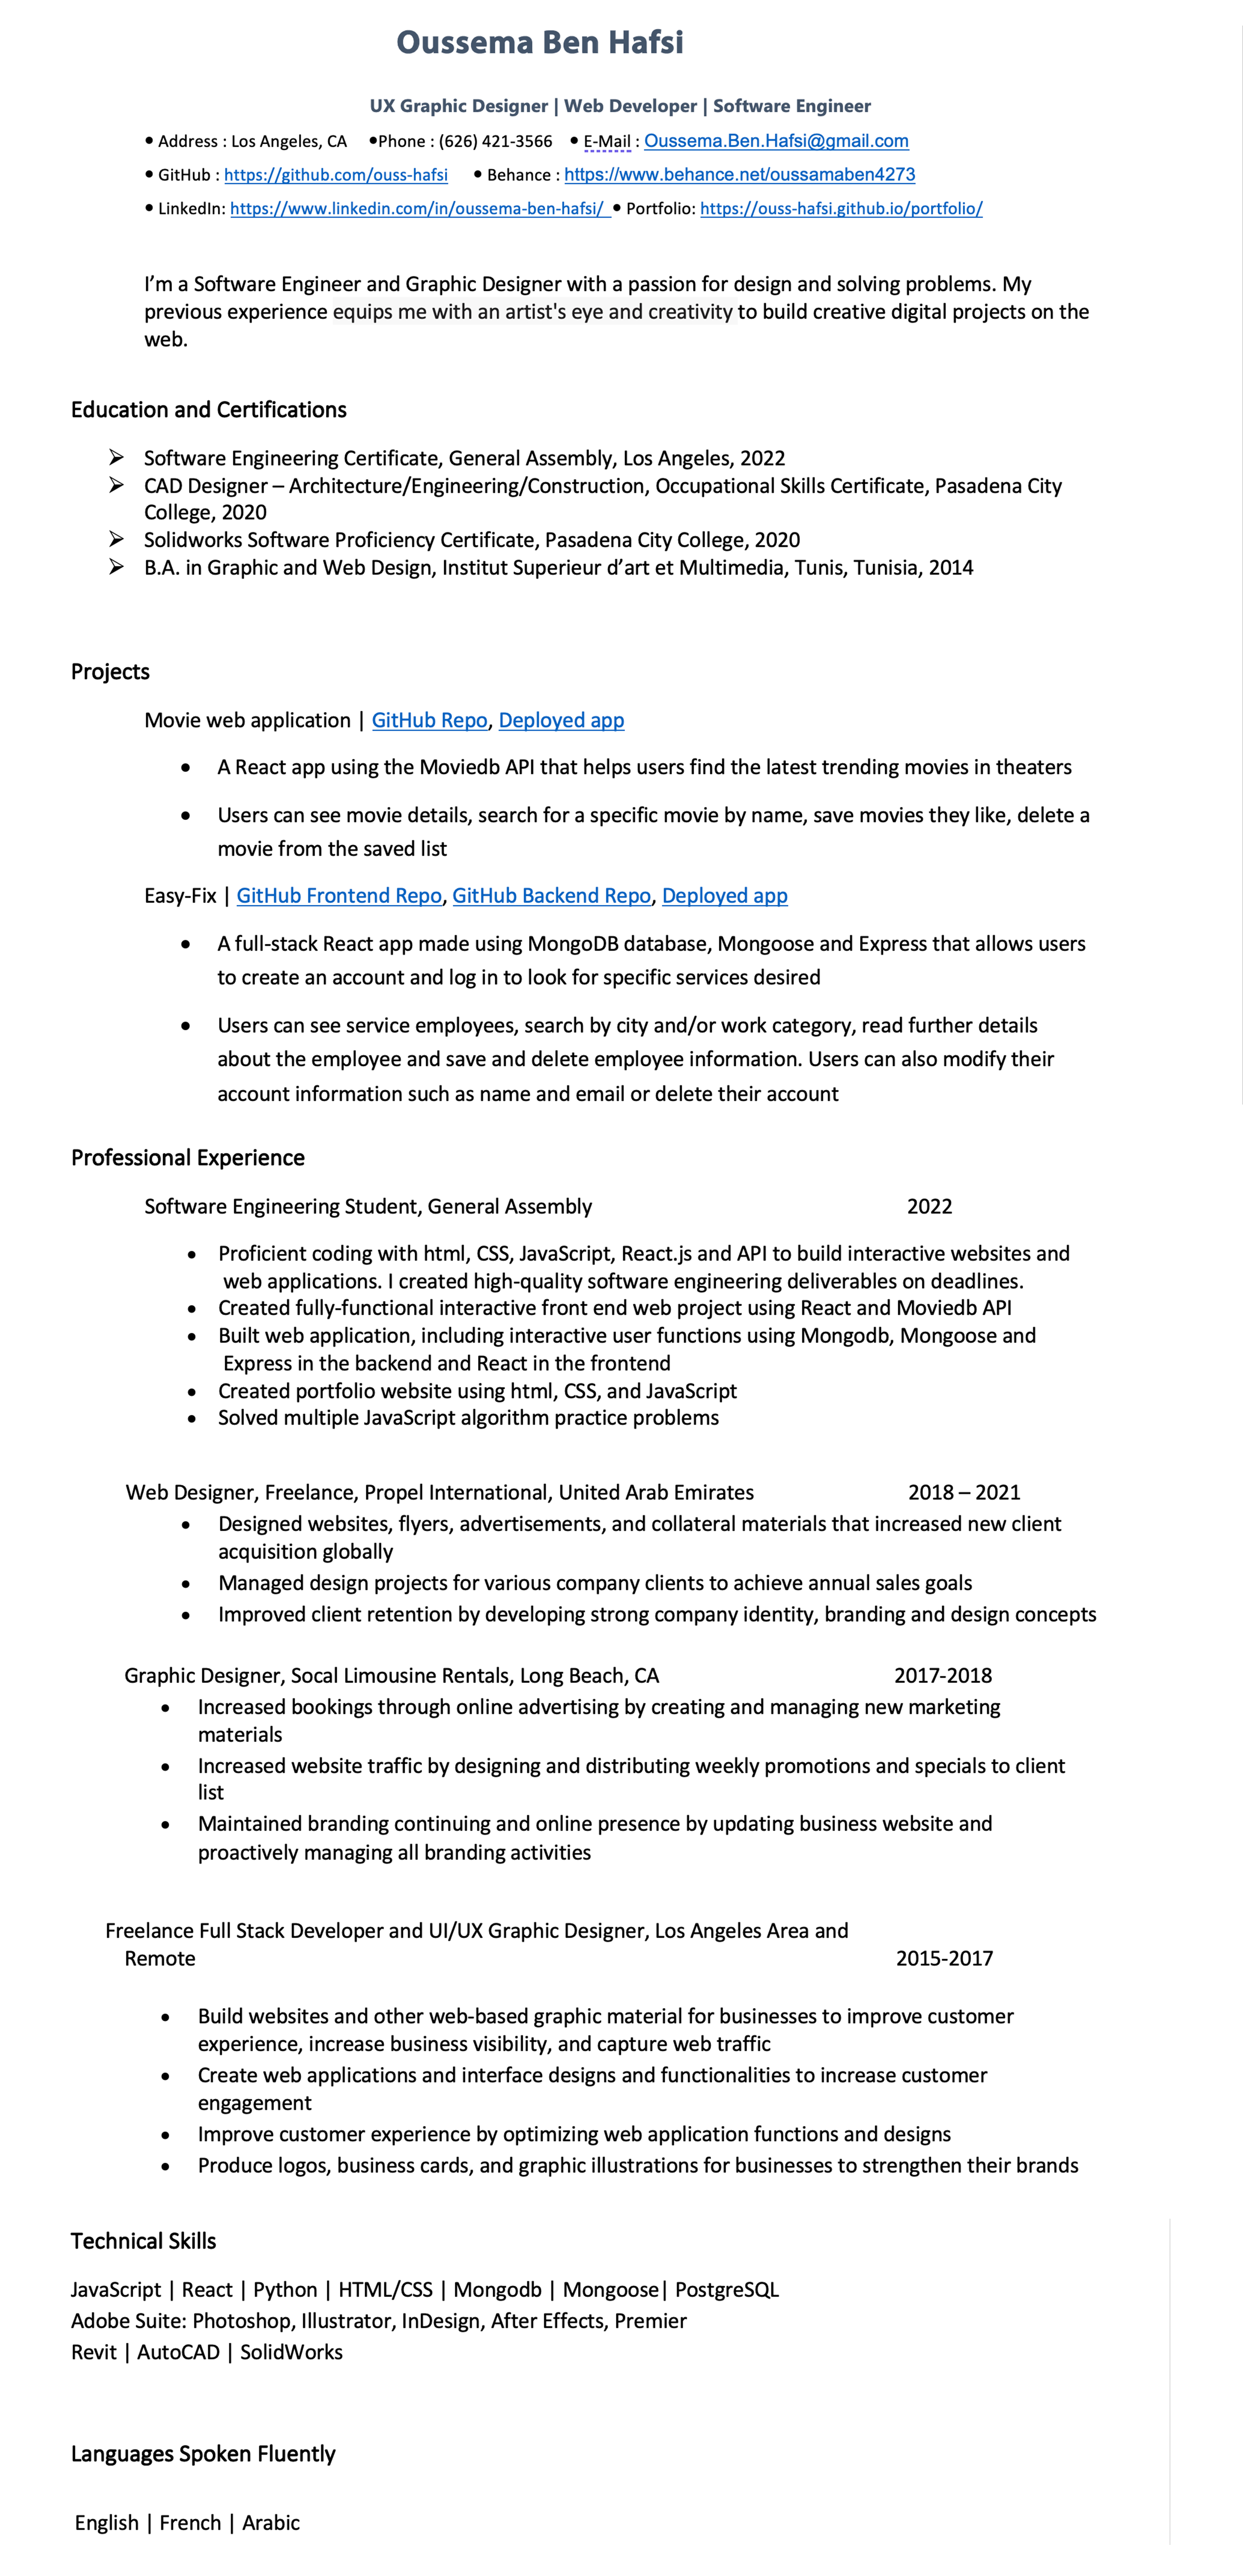 Oussema Ben Hafsi
UX Graphic Designer | Web Developer | Software Engineer
• Address : Los Angeles, CA •Phone : (626) 421-3566 • E-Mail : Oussema.Ben.Hafsi@gmail.com
• GitHub : https://github.com/ouss-hafsi • Behance : https://www.behance.net/oussamaben4273
• LinkedIn: https://www.linkedin.com/in/oussema-ben-hafsi/ • Portfolio: https://ouss-hafsi.github.io/portfolio/
I’m a Software Engineer and Graphic Designer with a passion for design and solving problems. My
previous experience equips me with an artist's eye and creativity to build creative digital projects on the
web.
Education and Certifications
➢ Software Engineering Certificate, General Assembly, Los Angeles, 2022
➢ CAD Designer – Architecture/Engineering/Construction, Occupational Skills Certificate, Pasadena City
College, 2020
➢ Solidworks Software Proficiency Certificate, Pasadena City College, 2020
➢ B.A. in Graphic and Web Design, Institut Superieur d’art et Multimedia, Tunis, Tunisia, 2014
Projects
Movie web application | GitHub Repo, Deployed app
• A React app using the Moviedb API that helps users find the latest trending movies in theaters
• Users can see movie details, search for a specific movie by name, save movies they like, delete a
movie from the saved list
Easy-Fix | GitHub Frontend Repo, GitHub Backend Repo, Deployed app
• A full-stack React app made using MongoDB database, Mongoose and Express that allows users
to create an account and log in to look for specific services desired
• Users can see service employees, search by city and/or work category, read further details
about the employee and save and delete employee information. Users can also modify their
account information such as name and email or delete their account
Professional Experience
Software Engineering Student, General Assembly 2022
• Proficient coding with html, CSS, JavaScript, React.js and API to build interactive websites and
web applications. I created high-quality software engineering deliverables on deadlines.
• Created fully-functional interactive front end web project using React and Moviedb API
• Built web application, including interactive user functions using Mongodb, Mongoose and
Express in the backend and React in the frontend
• Created portfolio website using html, CSS, and JavaScript
• Solved multiple JavaScript algorithm practice problems
Web Designer, Freelance, Propel International, United Arab Emirates 2018 – 2021
• Designed websites, flyers, advertisements, and collateral materials that increased new client
acquisition globally
• Managed design projects for various company clients to achieve annual sales goals
• Improved client retention by developing strong company identity, branding and design concepts
Graphic Designer, Socal Limousine Rentals, Long Beach, CA 2017-2018
• Increased bookings through online advertising by creating and managing new marketing
materials
• Increased website traffic by designing and distributing weekly promotions and specials to client
list
• Maintained branding continuing and online presence by updating business website and
proactively managing all branding activities
Freelance Full Stack Developer and UI/UX Graphic Designer, Los Angeles Area and
Remote 2015-2017
• Build websites and other web-based graphic material for businesses to improve customer
experience, increase business visibility, and capture web traffic
• Create web applications and interface designs and functionalities to increase customer
engagement
• Improve customer experience by optimizing web application functions and designs
• Produce logos, business cards, and graphic illustrations for businesses to strengthen their brands
Technical Skills
JavaScript | React | Python | HTML/CSS | Mongodb | Mongoose| PostgreSQL
Adobe Suite: Photoshop, Illustrator, InDesign, After Effects, Premier
Revit | AutoCAD | SolidWorks
Languages Spoken Fluently
English | French | Arabic